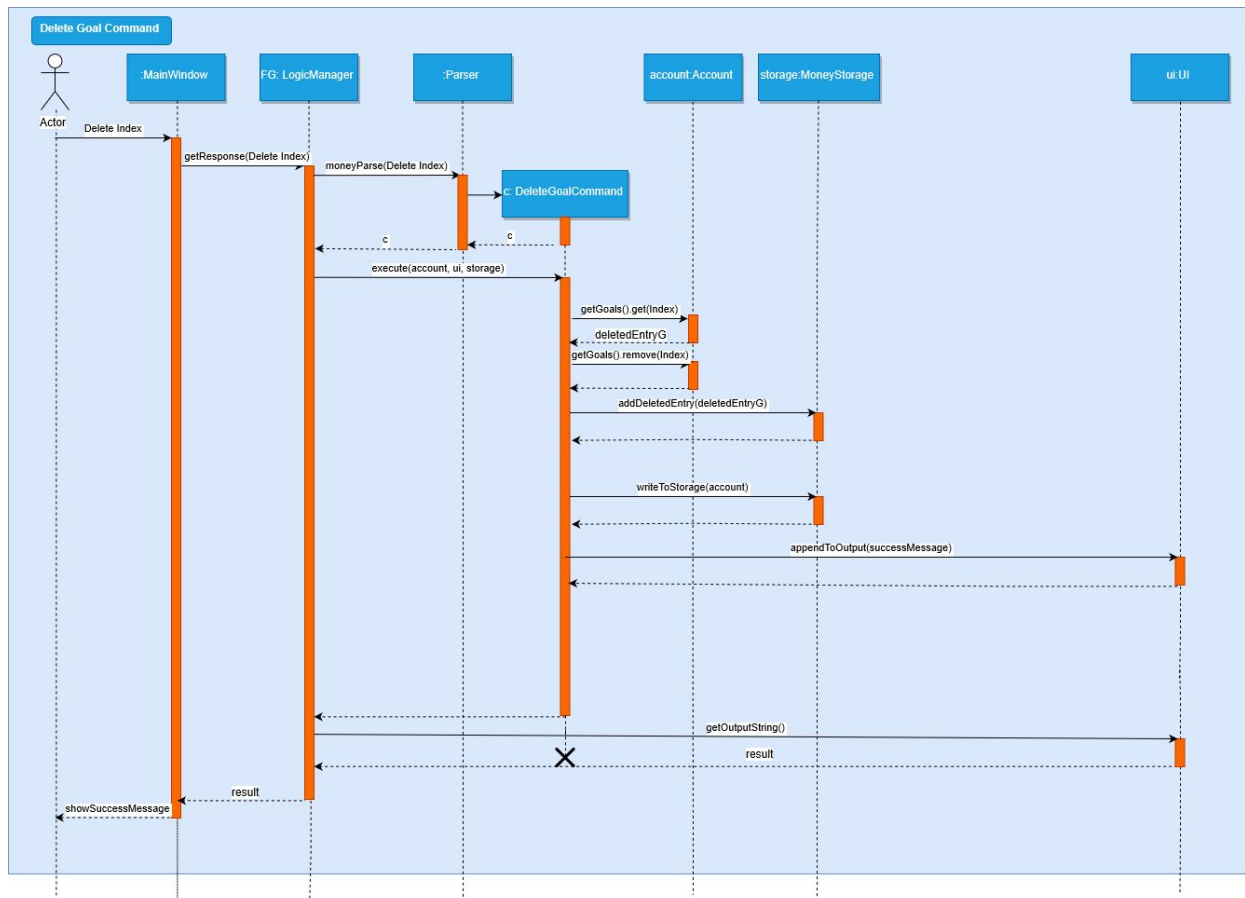 Delete Goal Command
:MainWindow
FG: LogicManager
:Parser
account:Account
storage:MoneyStorage
ui:UI
Actor
Delete Index
getResponse(Delete Index)
moneyParse(Delete Index)
c: DeleteGoalCommand
c
c
execute(account, ui, storage)
getGoals().get(Index)
deletedEntryG
getGoals().remove(Index)
addDeletedEntry(deletedEntryG)
writeToStorage(account)
appendToOutput(successMessage)
getOutputString()
result
result
showSuccessMessage